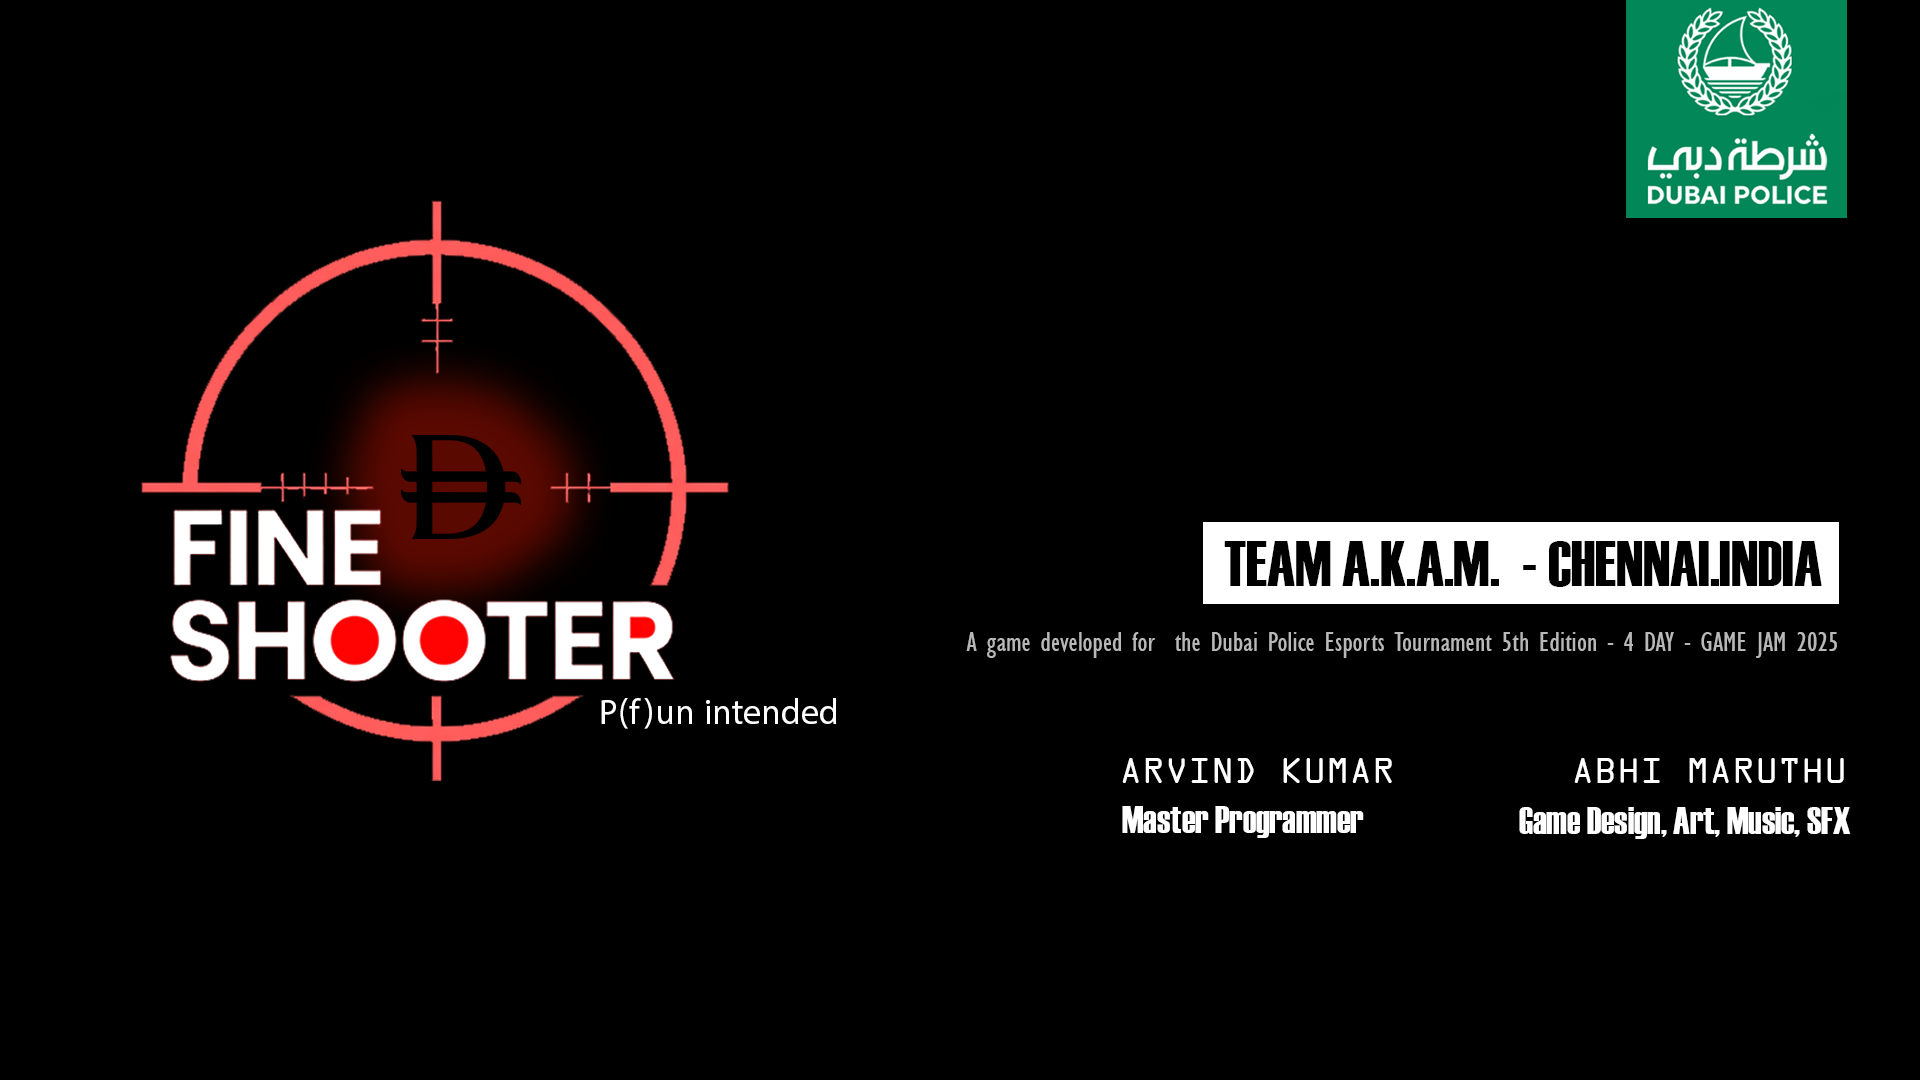 شرطة دبي
DUBAI POLICE
FINE
SHOOTER
P(f)un intended
TEAM A.K.A.M. - CHENNAI.INDIA
A game developed for the Dubai Police Esports Tournament 5th Edition - 4 DAY - GAME JAM 2025
ARVIND KUMAR
Master Programmer
ABHI MARUTHU
Game Design, Art, Music, SFX